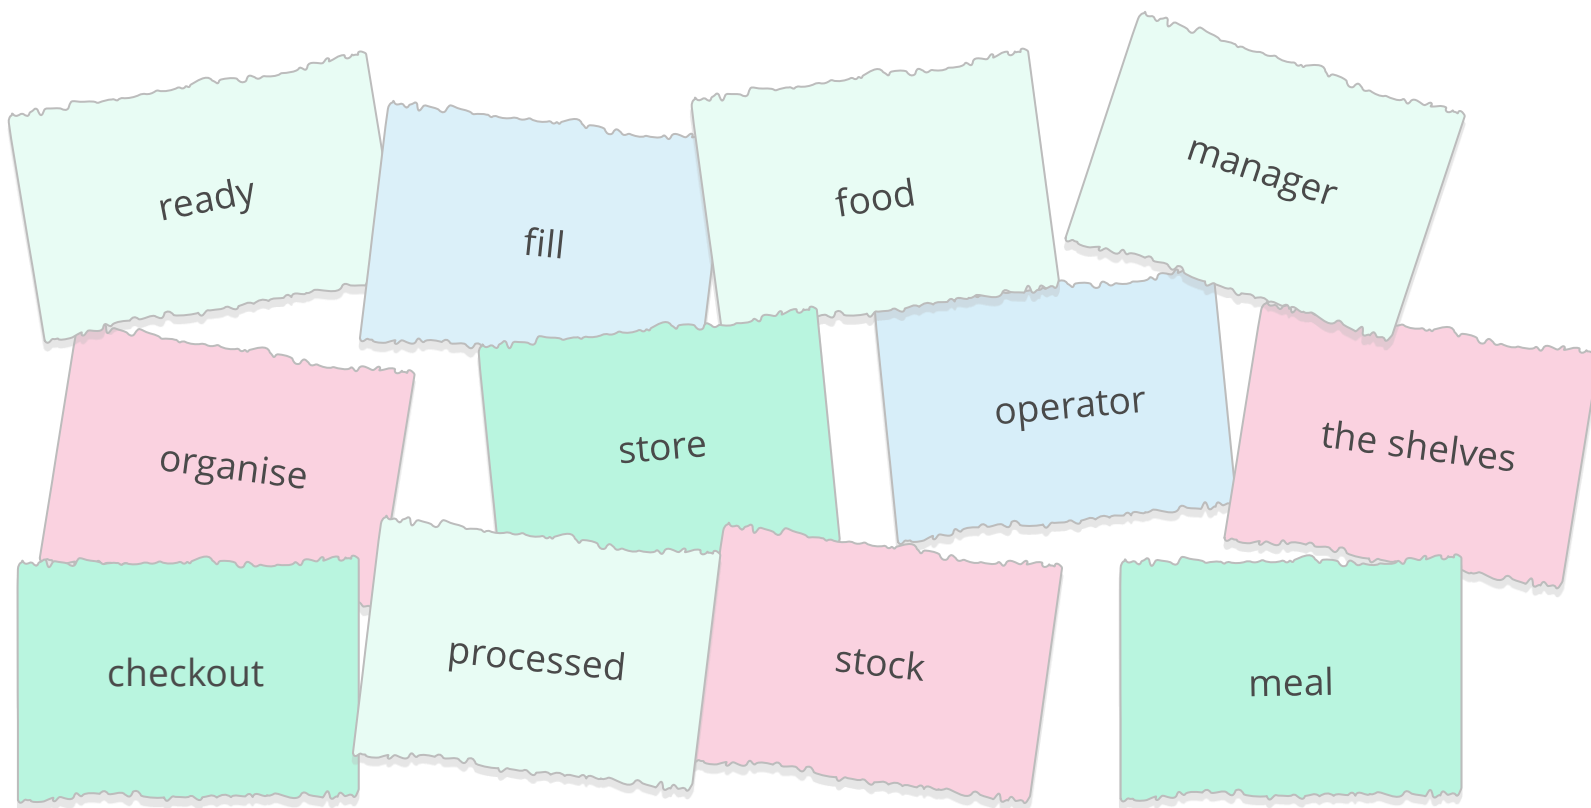 ready
fill
food
manager
organise
store
operator
the shelves
checkout
processed
stock
meal